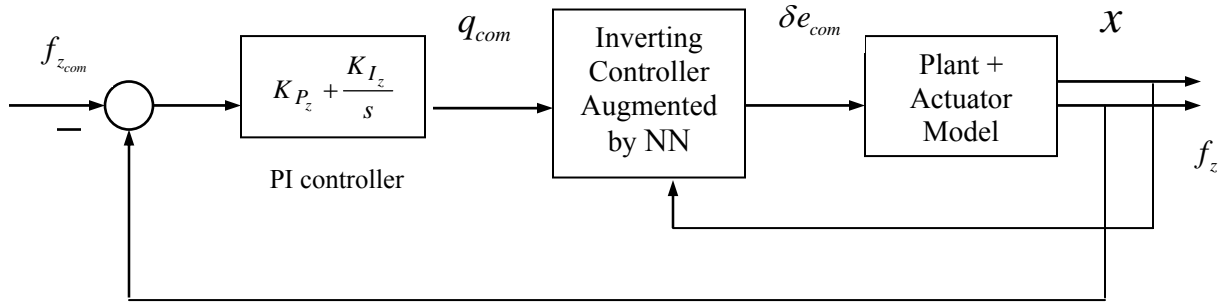 f_{z_{com}}
−
K_{P_z} + \frac{K_{I_z}}{s}
PI controller
q_{com}
Inverting
Controller
Augmented
by NN
δe_{com}
Plant +
Actuator
Model
x
f_z